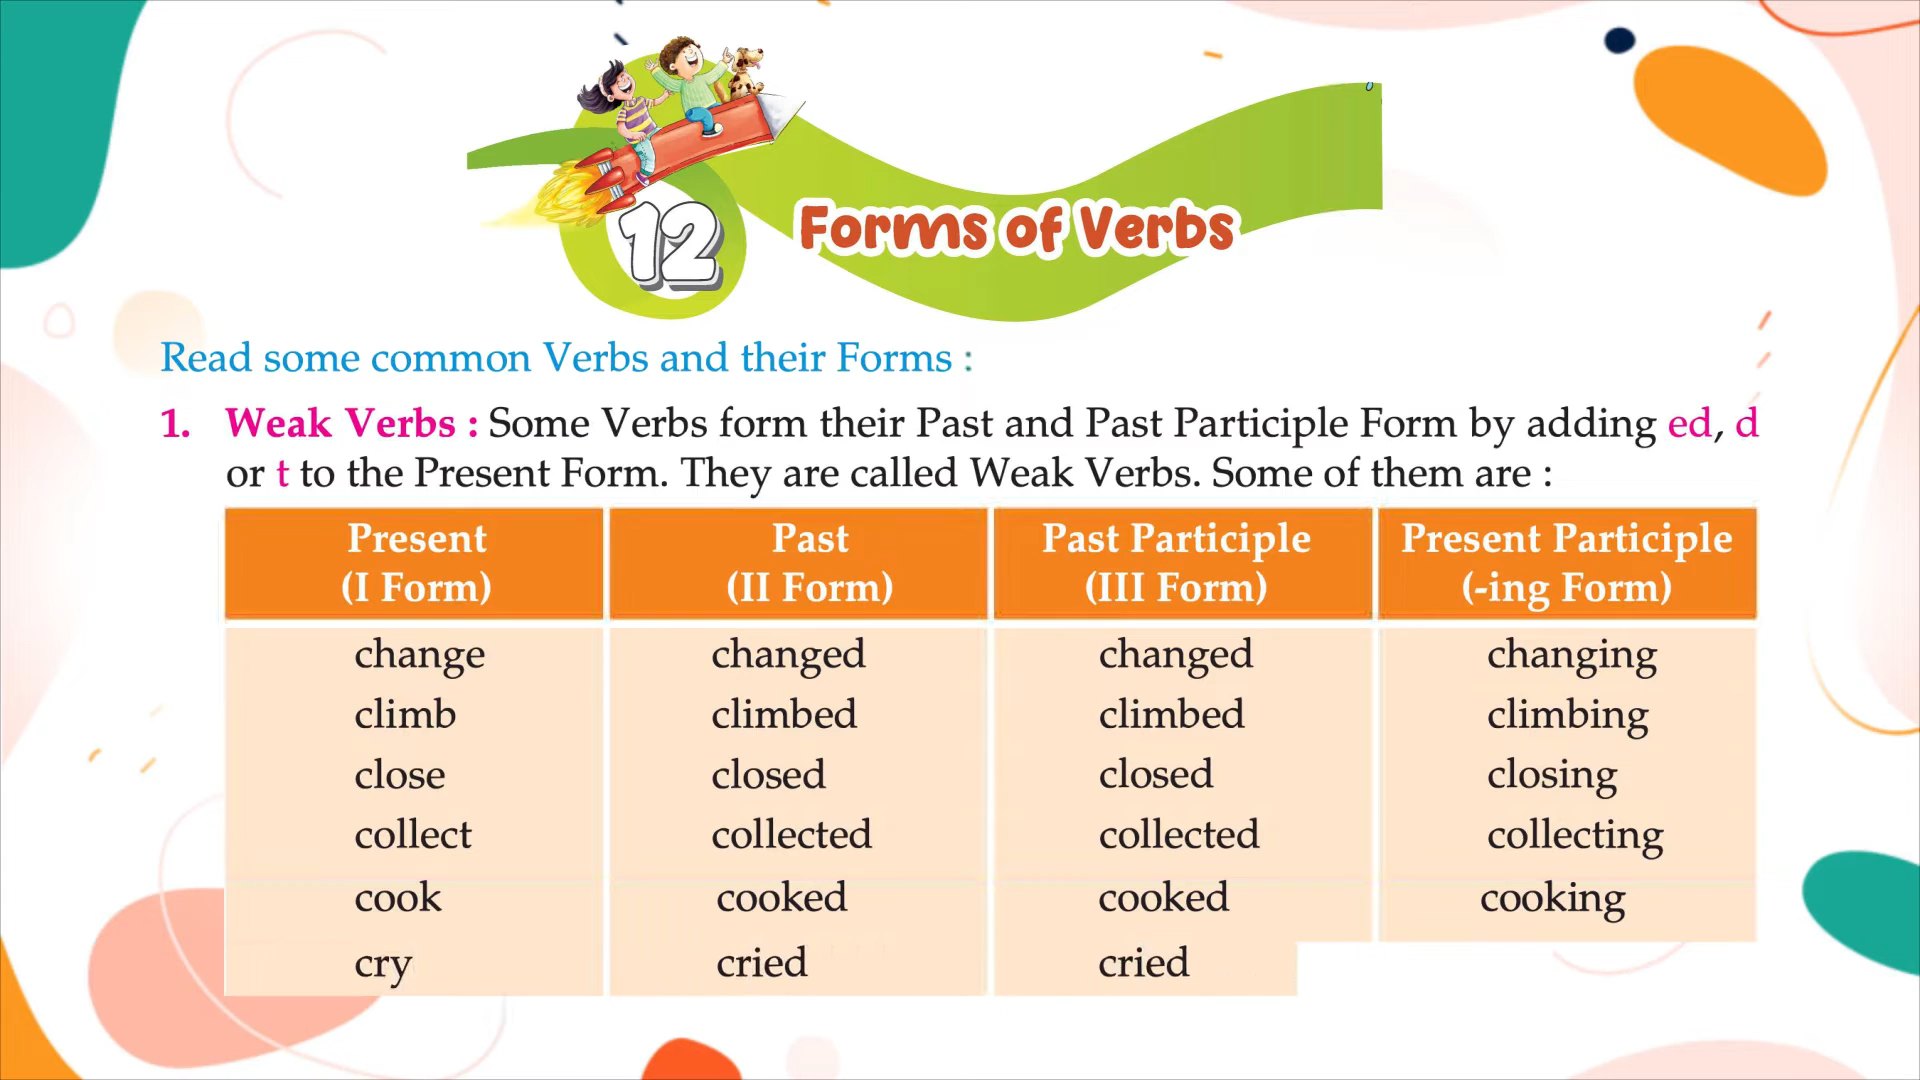 12 Forms of Verbs
Read some common Verbs and their Forms :
1. Weak Verbs : Some Verbs form their Past and Past Participle Form by adding ed, d
or t to the Present Form. They are called Weak Verbs. Some of them are :
Present Past Past Participle Present Participle
(I Form) (II Form) (III Form) (-ing Form)
change changed changed changing
climb climbed climbed climbing
close closed closed closing
collect collected collected collecting
cook cooked cooked cooking
cry cried cried